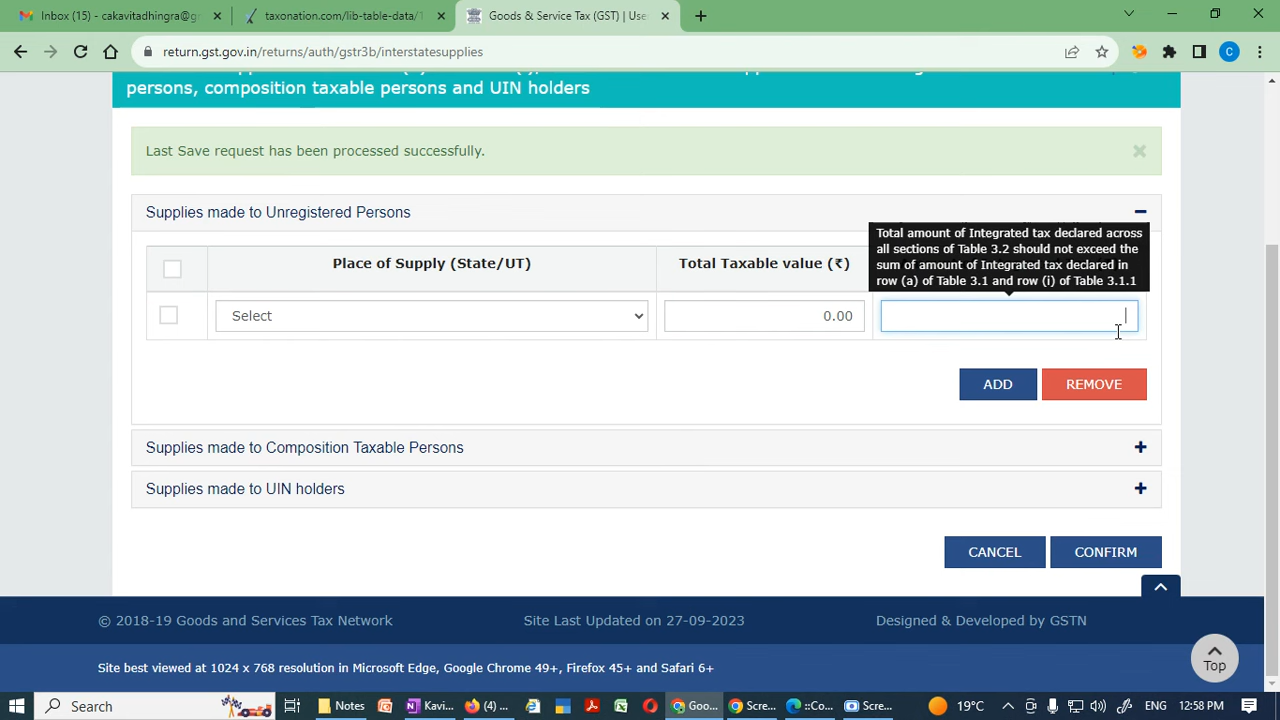 Inbox (15) - cakavitadhingra@g
taxonation.com/lib-table-data/1
Goods & Service Tax (GST) | Use
return.gst.gov.in/returns/auth/gstr3b/interstatesupplies
C
persons, composition taxable persons and UIN holders
Last Save request has been processed successfully.
Supplies made to Unregistered Persons
Total amount of Integrated tax declared across
all sections of Table 3.2 should not exceed the
sum of amount of Integrated tax declared in
row (a) of Table 3.1 and row (i) of Table 3.1.1
Place of Supply (State/UT)
Total Taxable value (₹)
Select
0.00
ADD
REMOVE
Supplies made to Composition Taxable Persons
Supplies made to UIN holders
CANCEL
CONFIRM
© 2018-19 Goods and Services Tax Network
Site Last Updated on 27-09-2023
Designed & Developed by GSTN
Site best viewed at 1024 x 768 resolution in Microsoft Edge, Google Chrome 49+, Firefox 45+ and Safari 6+
Top
Search
Notes
Kavi...
(4) ...
Goo...
Scre...
::Co...
Scre...
19°C
ENG
12:58 PM